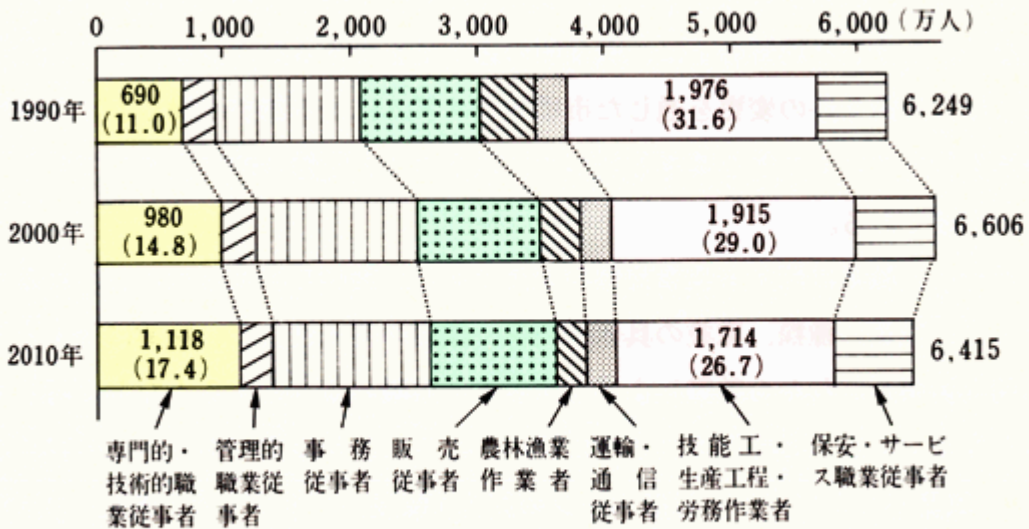 0 1,000 2,000 3,000 4,000 5,000 6,000 (万人)
1990年 690 (11.0) 1,976 (31.6) 6,249
2000年 980 (14.8) 1,915 (29.0) 6,606
2010年 1,118 (17.4) 1,714 (26.7) 6,415
専門的・
技術的職
業従事者
管理的
職業従
事者
事務
従事者
販売
従事者
農林漁業
作業者
運輸・
通信
従事者
技能工・
生産工程・
労務作業者
保安・サービ
ス職業従事者